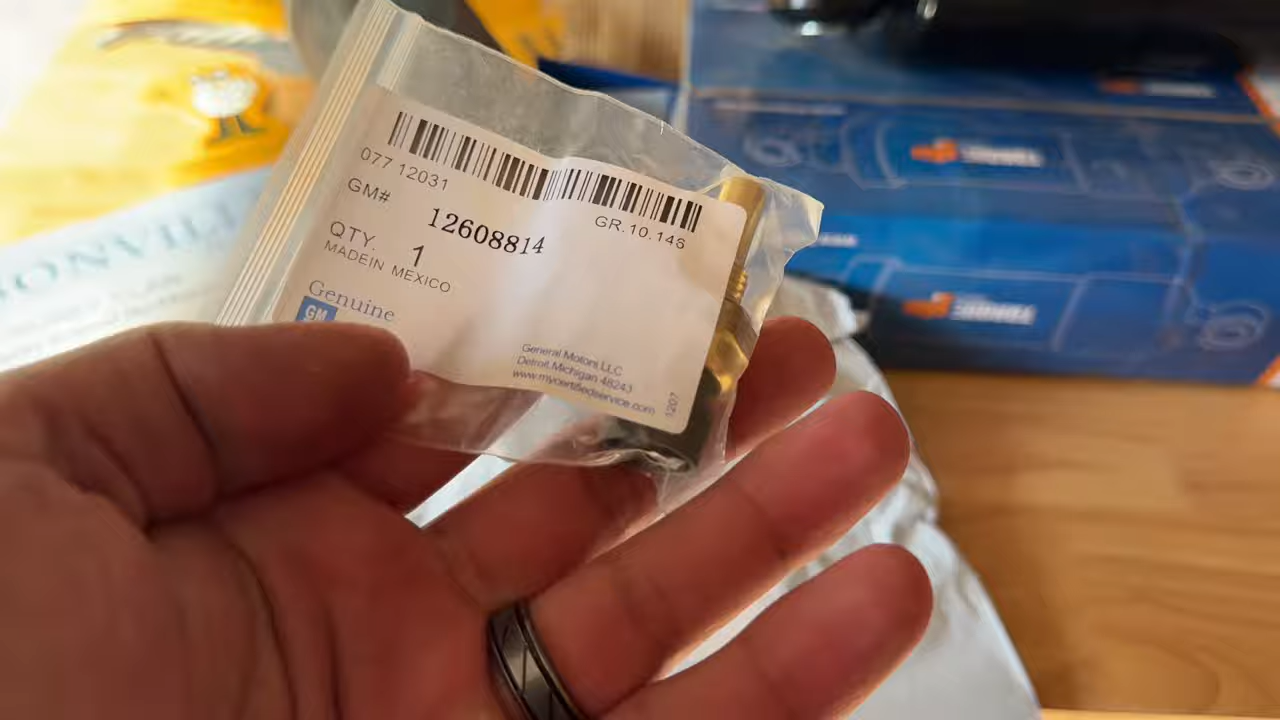 077 12031
GR.10.146
GM#
12608814
QTY. 1
MADEIN MEXICO
Genuine
GM
General Motors LLC
Detroit, Michigan 48243
www.mycertifiedservice.com
1207